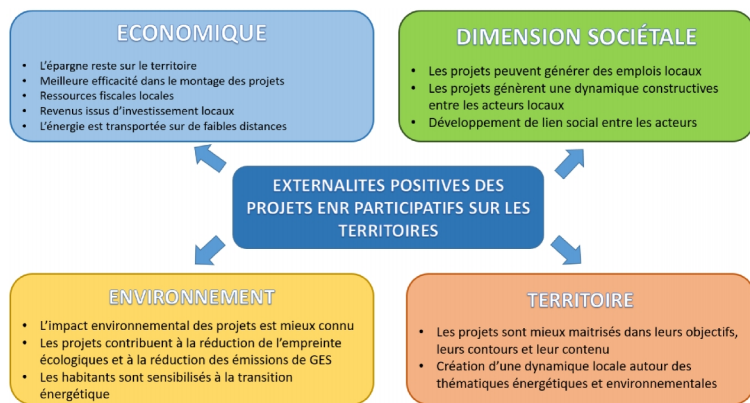 ECONOMIQUE
• L'épargne reste sur le territoire
• Meilleure efficacité dans le montage des projets
• Ressources fiscales locales
• Revenus issus d'investissement locaux
• L'énergie est transportée sur de faibles distances
DIMENSION SOCIÉTALE
• Les projets peuvent générer des emplois locaux
• Les projets génèrent une dynamique constructives
entre les acteurs locaux
• Développement de lien social entre les acteurs
EXTERNALITES POSITIVES DES
PROJETS ENR PARTICIPATIFS SUR LES
TERRITOIRES
ENVIRONNEMENT
• L'impact environnemental des projets est mieux connu
• Les projets contribuent à la réduction de l'empreinte
écologiques et à la réduction des émissions de GES
• Les habitants sont sensibilisés à la transition
énergétique
TERRITOIRE
• Les projets sont mieux maitrisés dans leurs objectifs,
leurs contours et leur contenu
• Création d'une dynamique locale autour des
thématiques énergétiques et environnementales